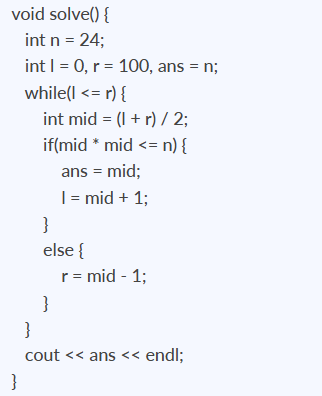 void solve() {
int n = 24;
int l = 0, r = 100, ans = n;
while(l <= r) {
int mid = (l + r) / 2;
if(mid * mid <= n) {
ans = mid;
l = mid + 1;
}
else {
r = mid - 1;
}
}
cout << ans << endl;
}